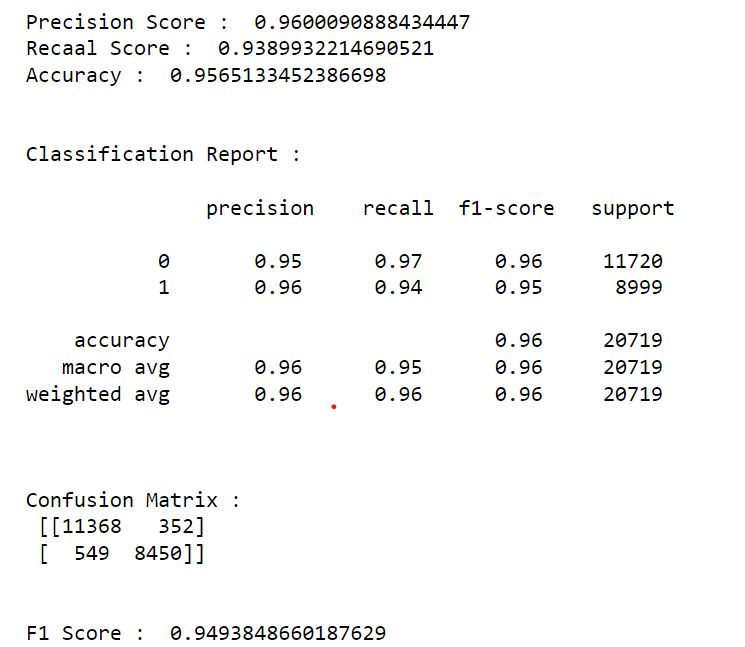 Precision Score :  0.9600090888434447
Recaal Score :  0.9389932214690521
Accuracy :  0.9565133452386698
Classification Report :
precision    recall  f1-score   support
0       0.95      0.97      0.96     11720
1       0.96      0.94      0.95      8999
accuracy                           0.96     20719
macro avg       0.96      0.95      0.96     20719
weighted avg       0.96      0.96      0.96     20719
Confusion Matrix :
[[11368   352]
[  549  8450]]
F1 Score :  0.9493848660187629